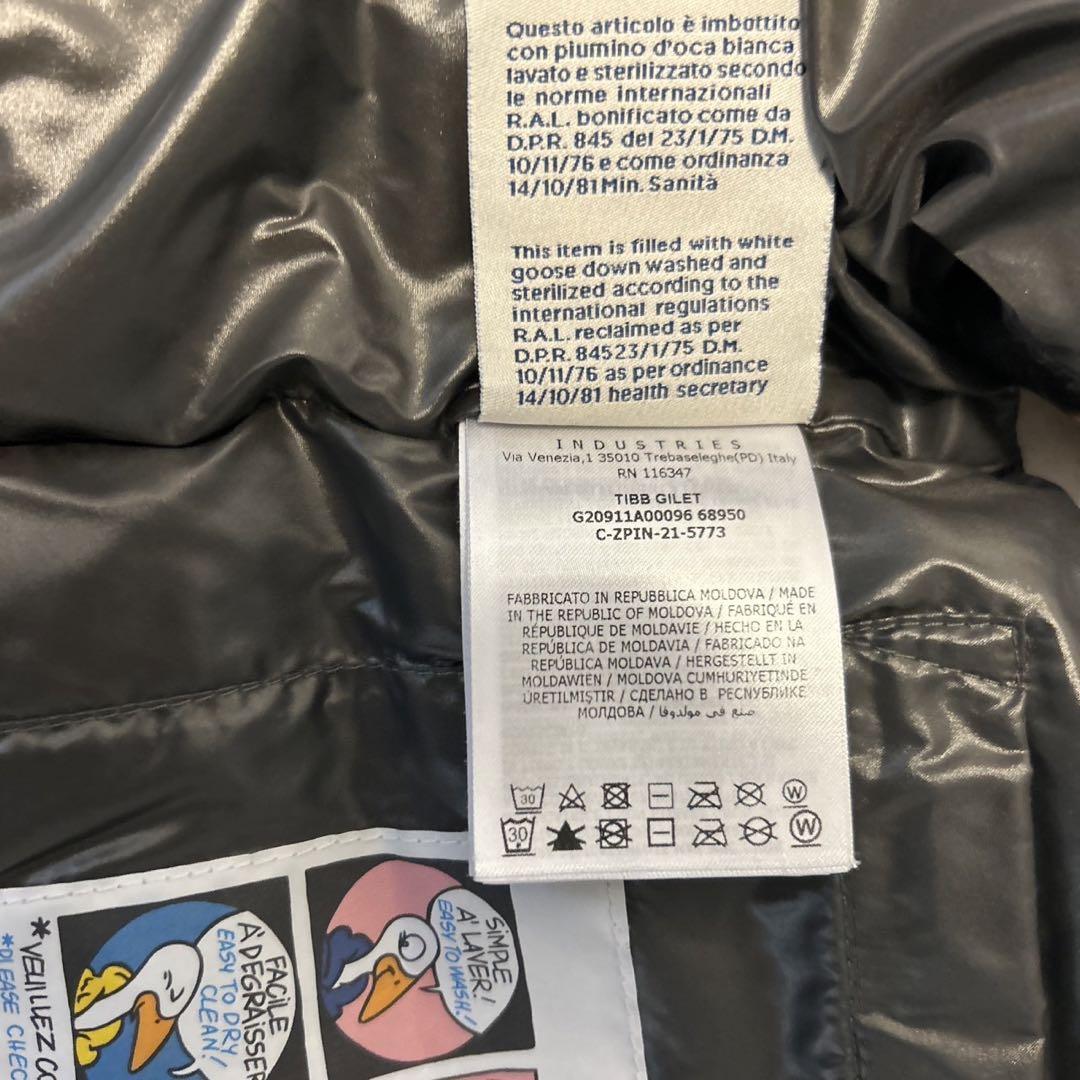 Questo articolo è imbottito
con piumino d'oca bianca
lavato e sterilizzato secondo
le norme internazionali
R.A.L. bonificato come da
D.P.R. 845 del 23/1/75 D.M.
10/11/76 e come ordinanza
14/10/81 Min. Sanità
This item is filled with white
goose down washed and
sterilized according to the
international regulations
R.A.L. reclaimed as per
D.P.R. 84523/1/75 D.M.
10/11/76 as per ordinance
14/10/81 health secretary
INDUSTRIES
Via Venezia,1 35010 Trebaseleghe(PD) Italy
RN 116347
TIBB GILET
G20911A00096 68950
C-ZPIN-21-5773
FABBRICATO IN REPUBBLICA MOLDOVA / MADE
IN THE REPUBLIC OF MOLDOVA / FABRIQUÉ EN
RÉPUBLIQUE DE MOLDAVIE / HECHO EN LA
REPÚBLICA DE MOLDAVIA / FABRICADO NA
REPÚBLICA MOLDAVA / HERGESTELLT IN
MOLDAWIEN / MOLDOVA CUMHURIYETINDE
ÜRETILMIŞTIR / СДЕЛАНО В РЕСПУБЛИКЕ
МОЛДОВА / صنع في مولدوفا
30 W
30 W
SIMPLE
A' LAVER!
EASY TO WASH!
FACILE
A' DEGRAISSER
EASY TO DRY
CLEAN!
*VEUILLEZ CO
*PLEASE CHEC